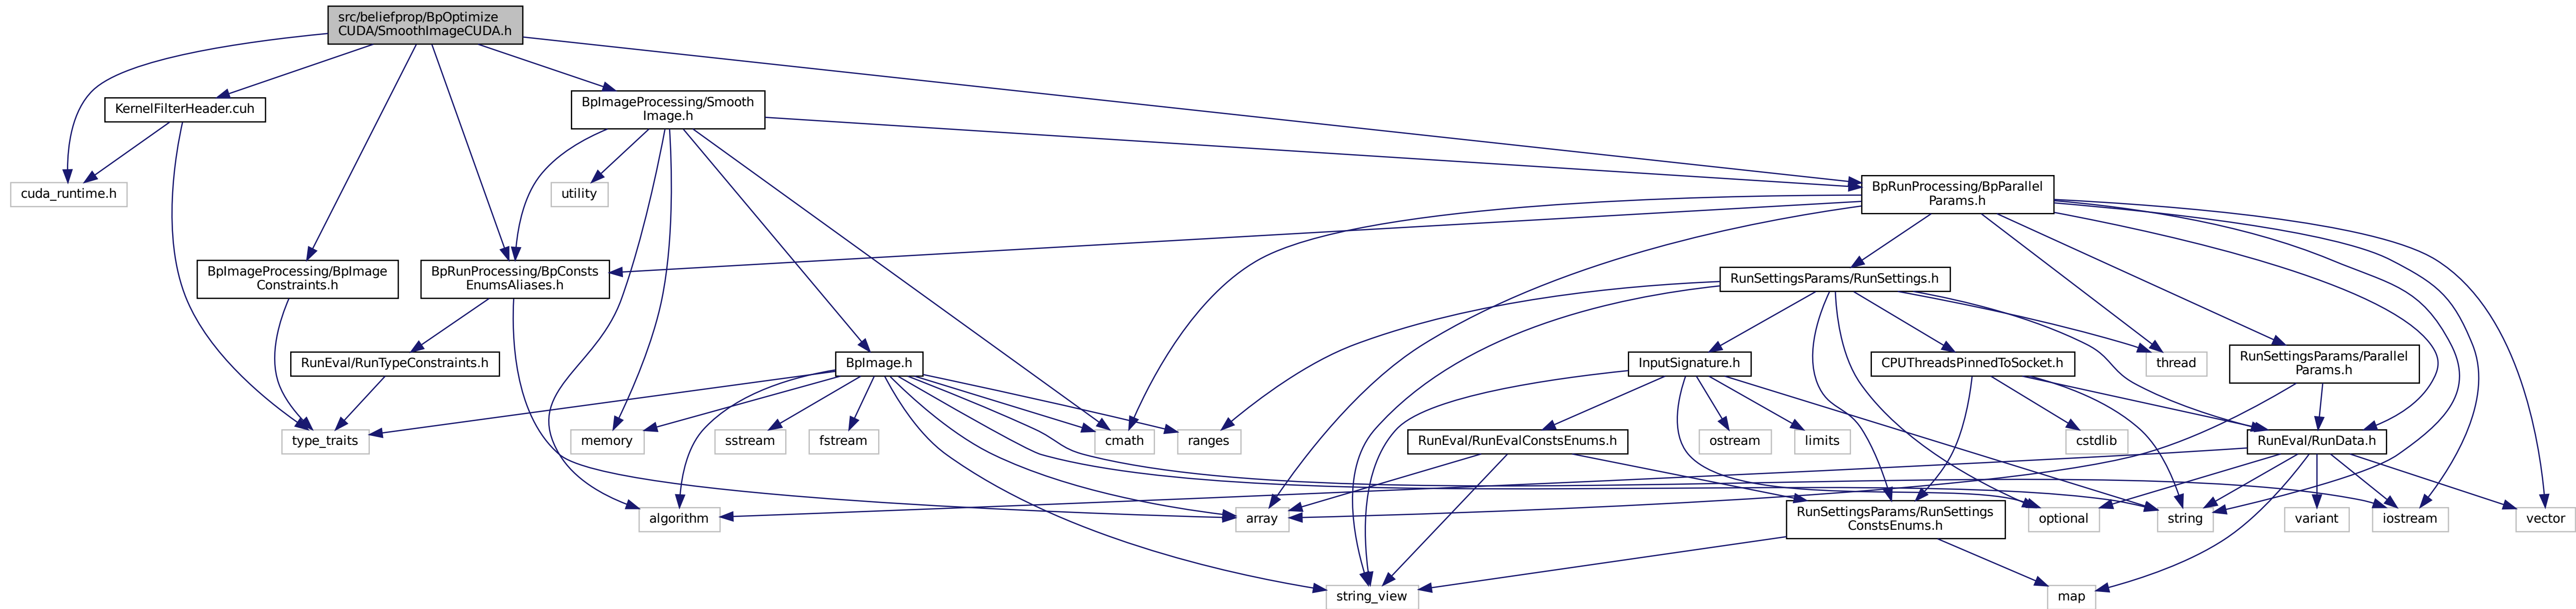 src/beliefprop/BpOptimize
CUDA/SmoothImageCUDA.h
KernelFilterHeader.cuh
BpImageProcessing/Smooth
Image.h
cuda_runtime.h
utility
BpRunProcessing/BpParallel
Params.h
BpImageProcessing/BpImage
Constraints.h
BpRunProcessing/BpConsts
EnumsAliases.h
RunSettingsParams/RunSettings.h
RunEval/RunTypeConstraints.h
BpImage.h
InputSignature.h
CPUThreadsPinnedToSocket.h
thread
RunSettingsParams/Parallel
Params.h
type_traits
memory
sstream
fstream
cmath
ranges
RunEval/RunEvalConstsEnums.h
ostream
limits
cstdlib
RunEval/RunData.h
algorithm
array
RunSettingsParams/RunSettings
ConstsEnums.h
optional
string
variant
iostream
vector
string_view
map